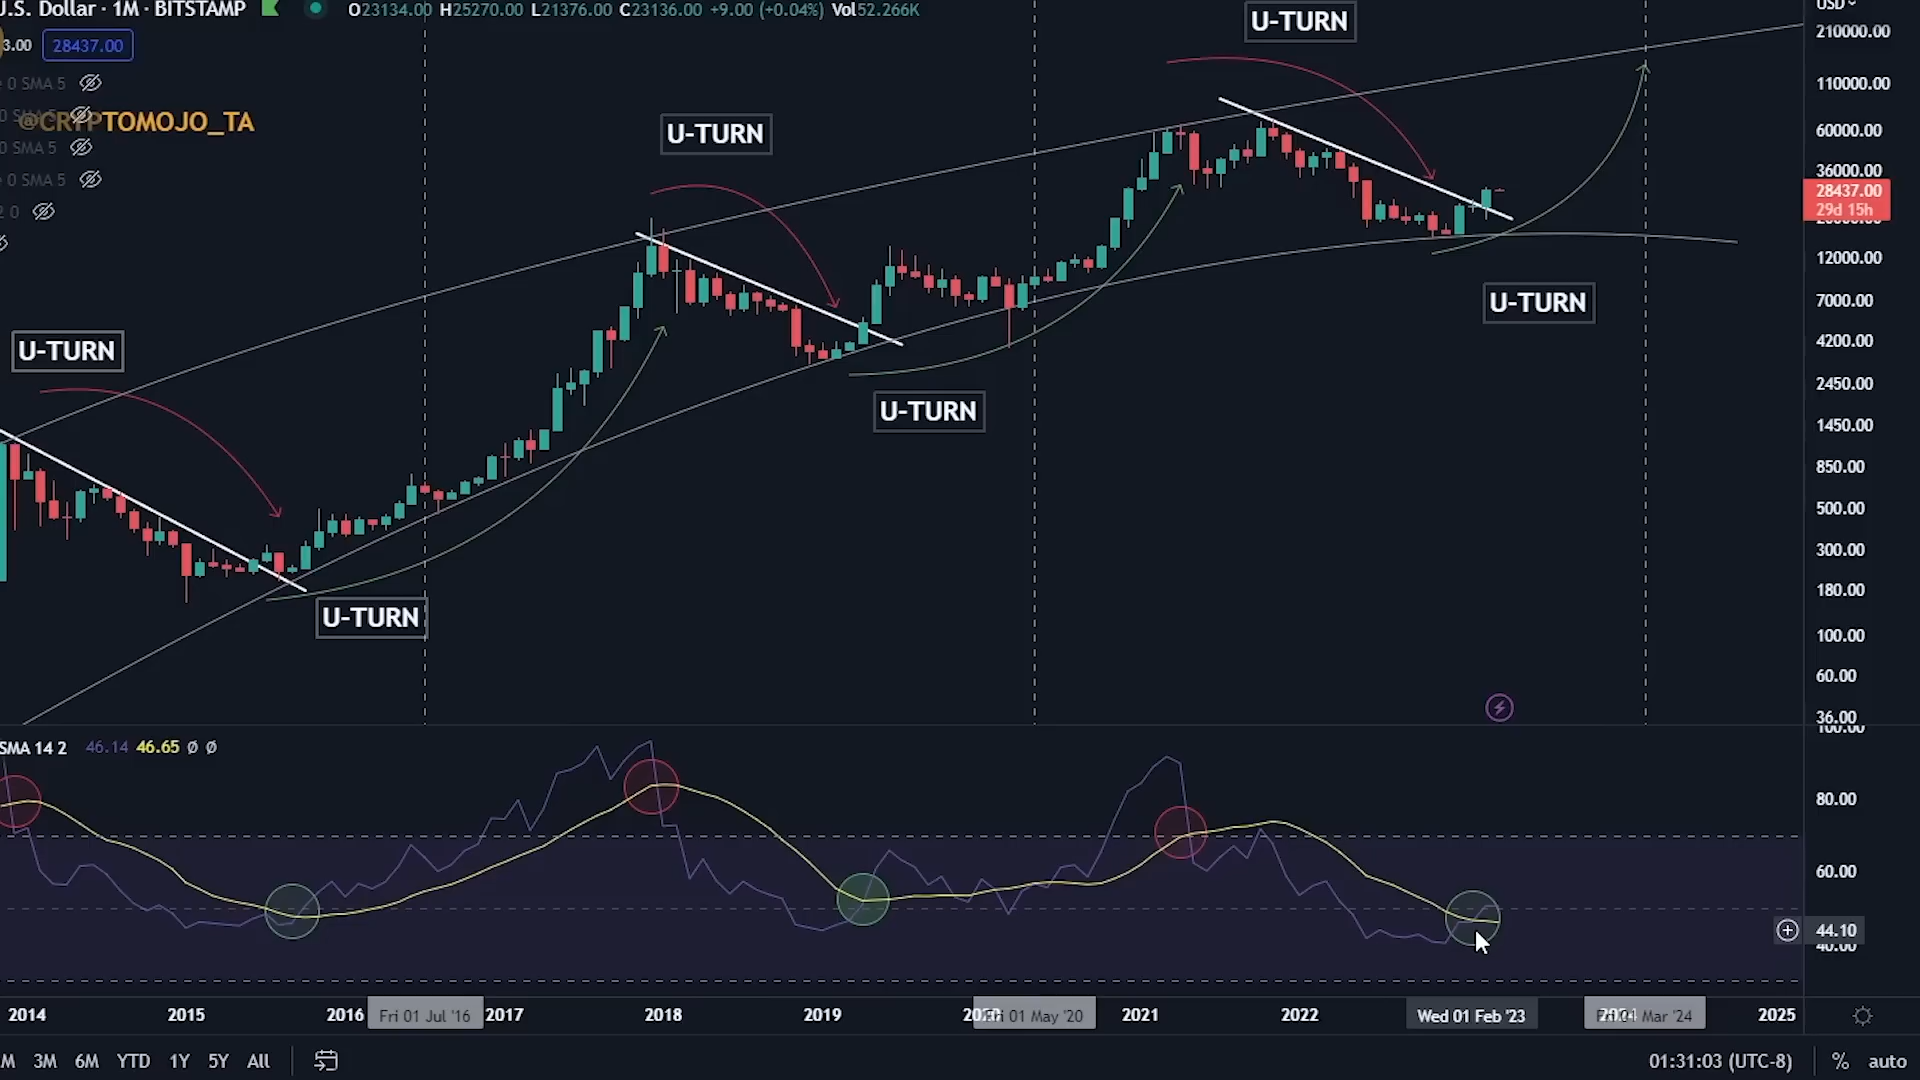 U.S. Dollar · 1M · BITSTAMP O23134.00 H25270.00 L21376.00 C23136.00 +9.00 (+0.04%) Vol52.266K
USD
3.00 28437.00
0 SMA 5
@CRYPTOMOJO_TA
0 SMA 5
0 SMA 5
2 0
U-TURN
U-TURN
U-TURN
U-TURN
U-TURN
U-TURN
210000.00
110000.00
60000.00
36000.00
28437.00
29d 15h
12000.00
7000.00
4200.00
2450.00
1450.00
850.00
500.00
300.00
180.00
100.00
60.00
36.00
100.00
SMA 14 2 46.14 46.65 Ø Ø
80.00
60.00
44.10
40.00
2014 2015 2016 Fri 01 Jul '16 2017 2018 2019 01 May '20 2021 2022 Wed 01 Feb '23 Mar '24 2025
M 3M 6M YTD 1Y 5Y All 01:31:03 (UTC-8) % auto